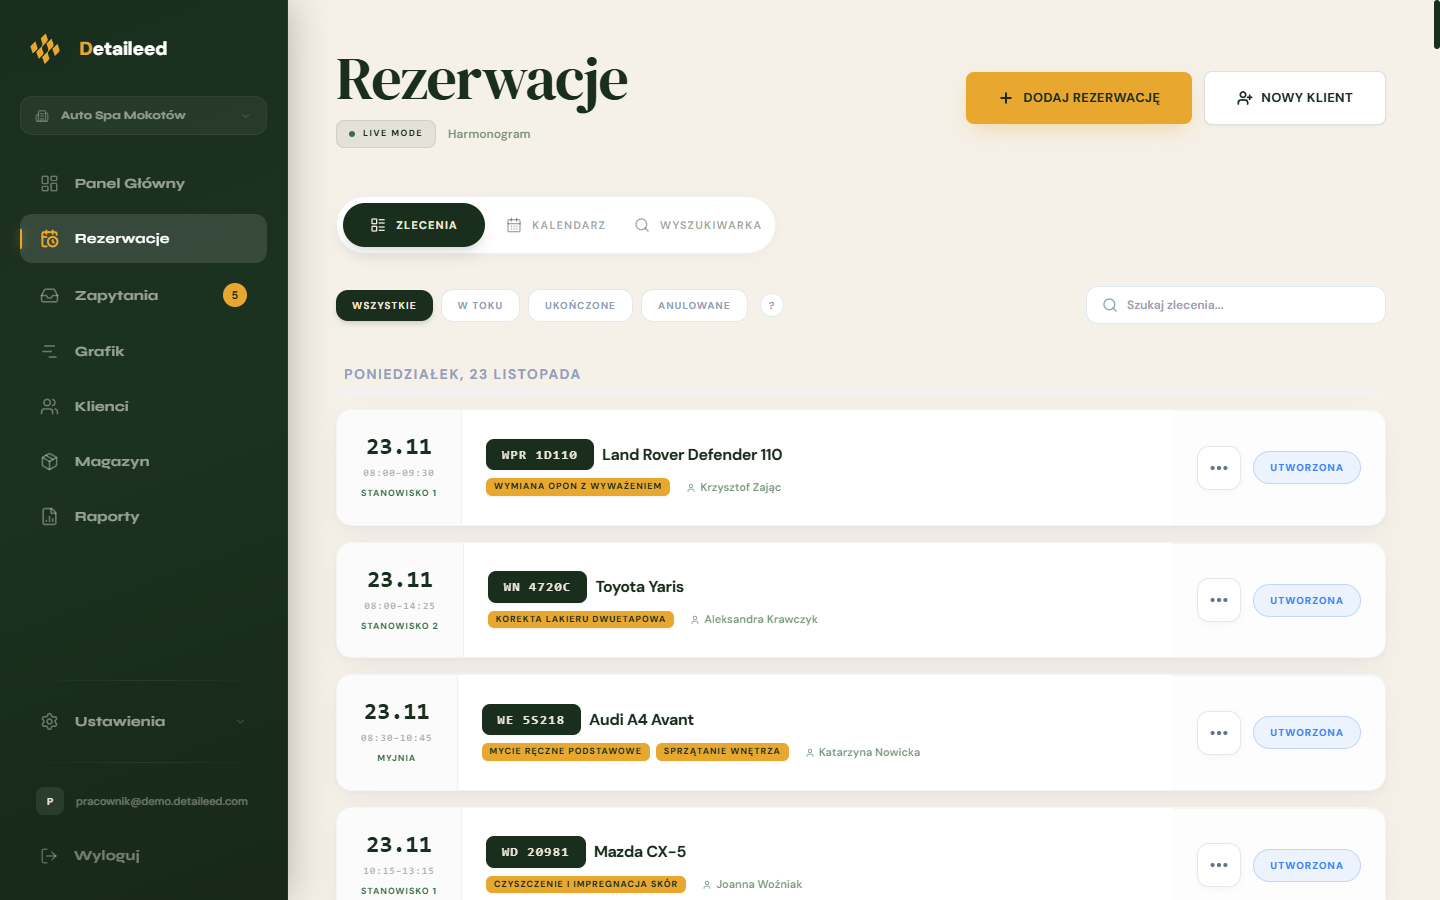 Detaileed
Auto Spa Mokotów
Panel Główny
Rezerwacje
Zapytania 5
Grafik
Klienci
Magazyn
Raporty
Ustawienia
P pracownik@demo.detaileed.com
Wyloguj
Rezerwacje
LIVE MODE Harmonogram
DODAJ REZERWACJĘ
NOWY KLIENT
ZLECENIA KALENDARZ WYSZUKIWARKA
WSZYSTKIE W TOKU UKOŃCZONE ANULOWANE ?
Szukaj zlecenia...
PONIEDZIAŁEK, 23 LISTOPADA
23.11
08:00–09:30
STANOWISKO 1
WPR 1D110 Land Rover Defender 110
WYMIANA OPON Z WYWAŻENIEM Krzysztof Zając
UTWORZONA
23.11
08:00–14:25
STANOWISKO 2
WN 4720C Toyota Yaris
KOREKTA LAKIERU DWUETAPOWA Aleksandra Krawczyk
UTWORZONA
23.11
08:30–10:45
MYJNIA
WE 5S218 Audi A4 Avant
MYCIE RĘCZNE PODSTAWOWE SPRZĄTANIE WNĘTRZA Katarzyna Nowicka
UTWORZONA
23.11
10:15–13:15
STANOWISKO 1
WD 20981 Mazda CX-5
CZYSZCZENIE I IMPREGNACJA SKÓR Joanna Woźniak
UTWORZONA